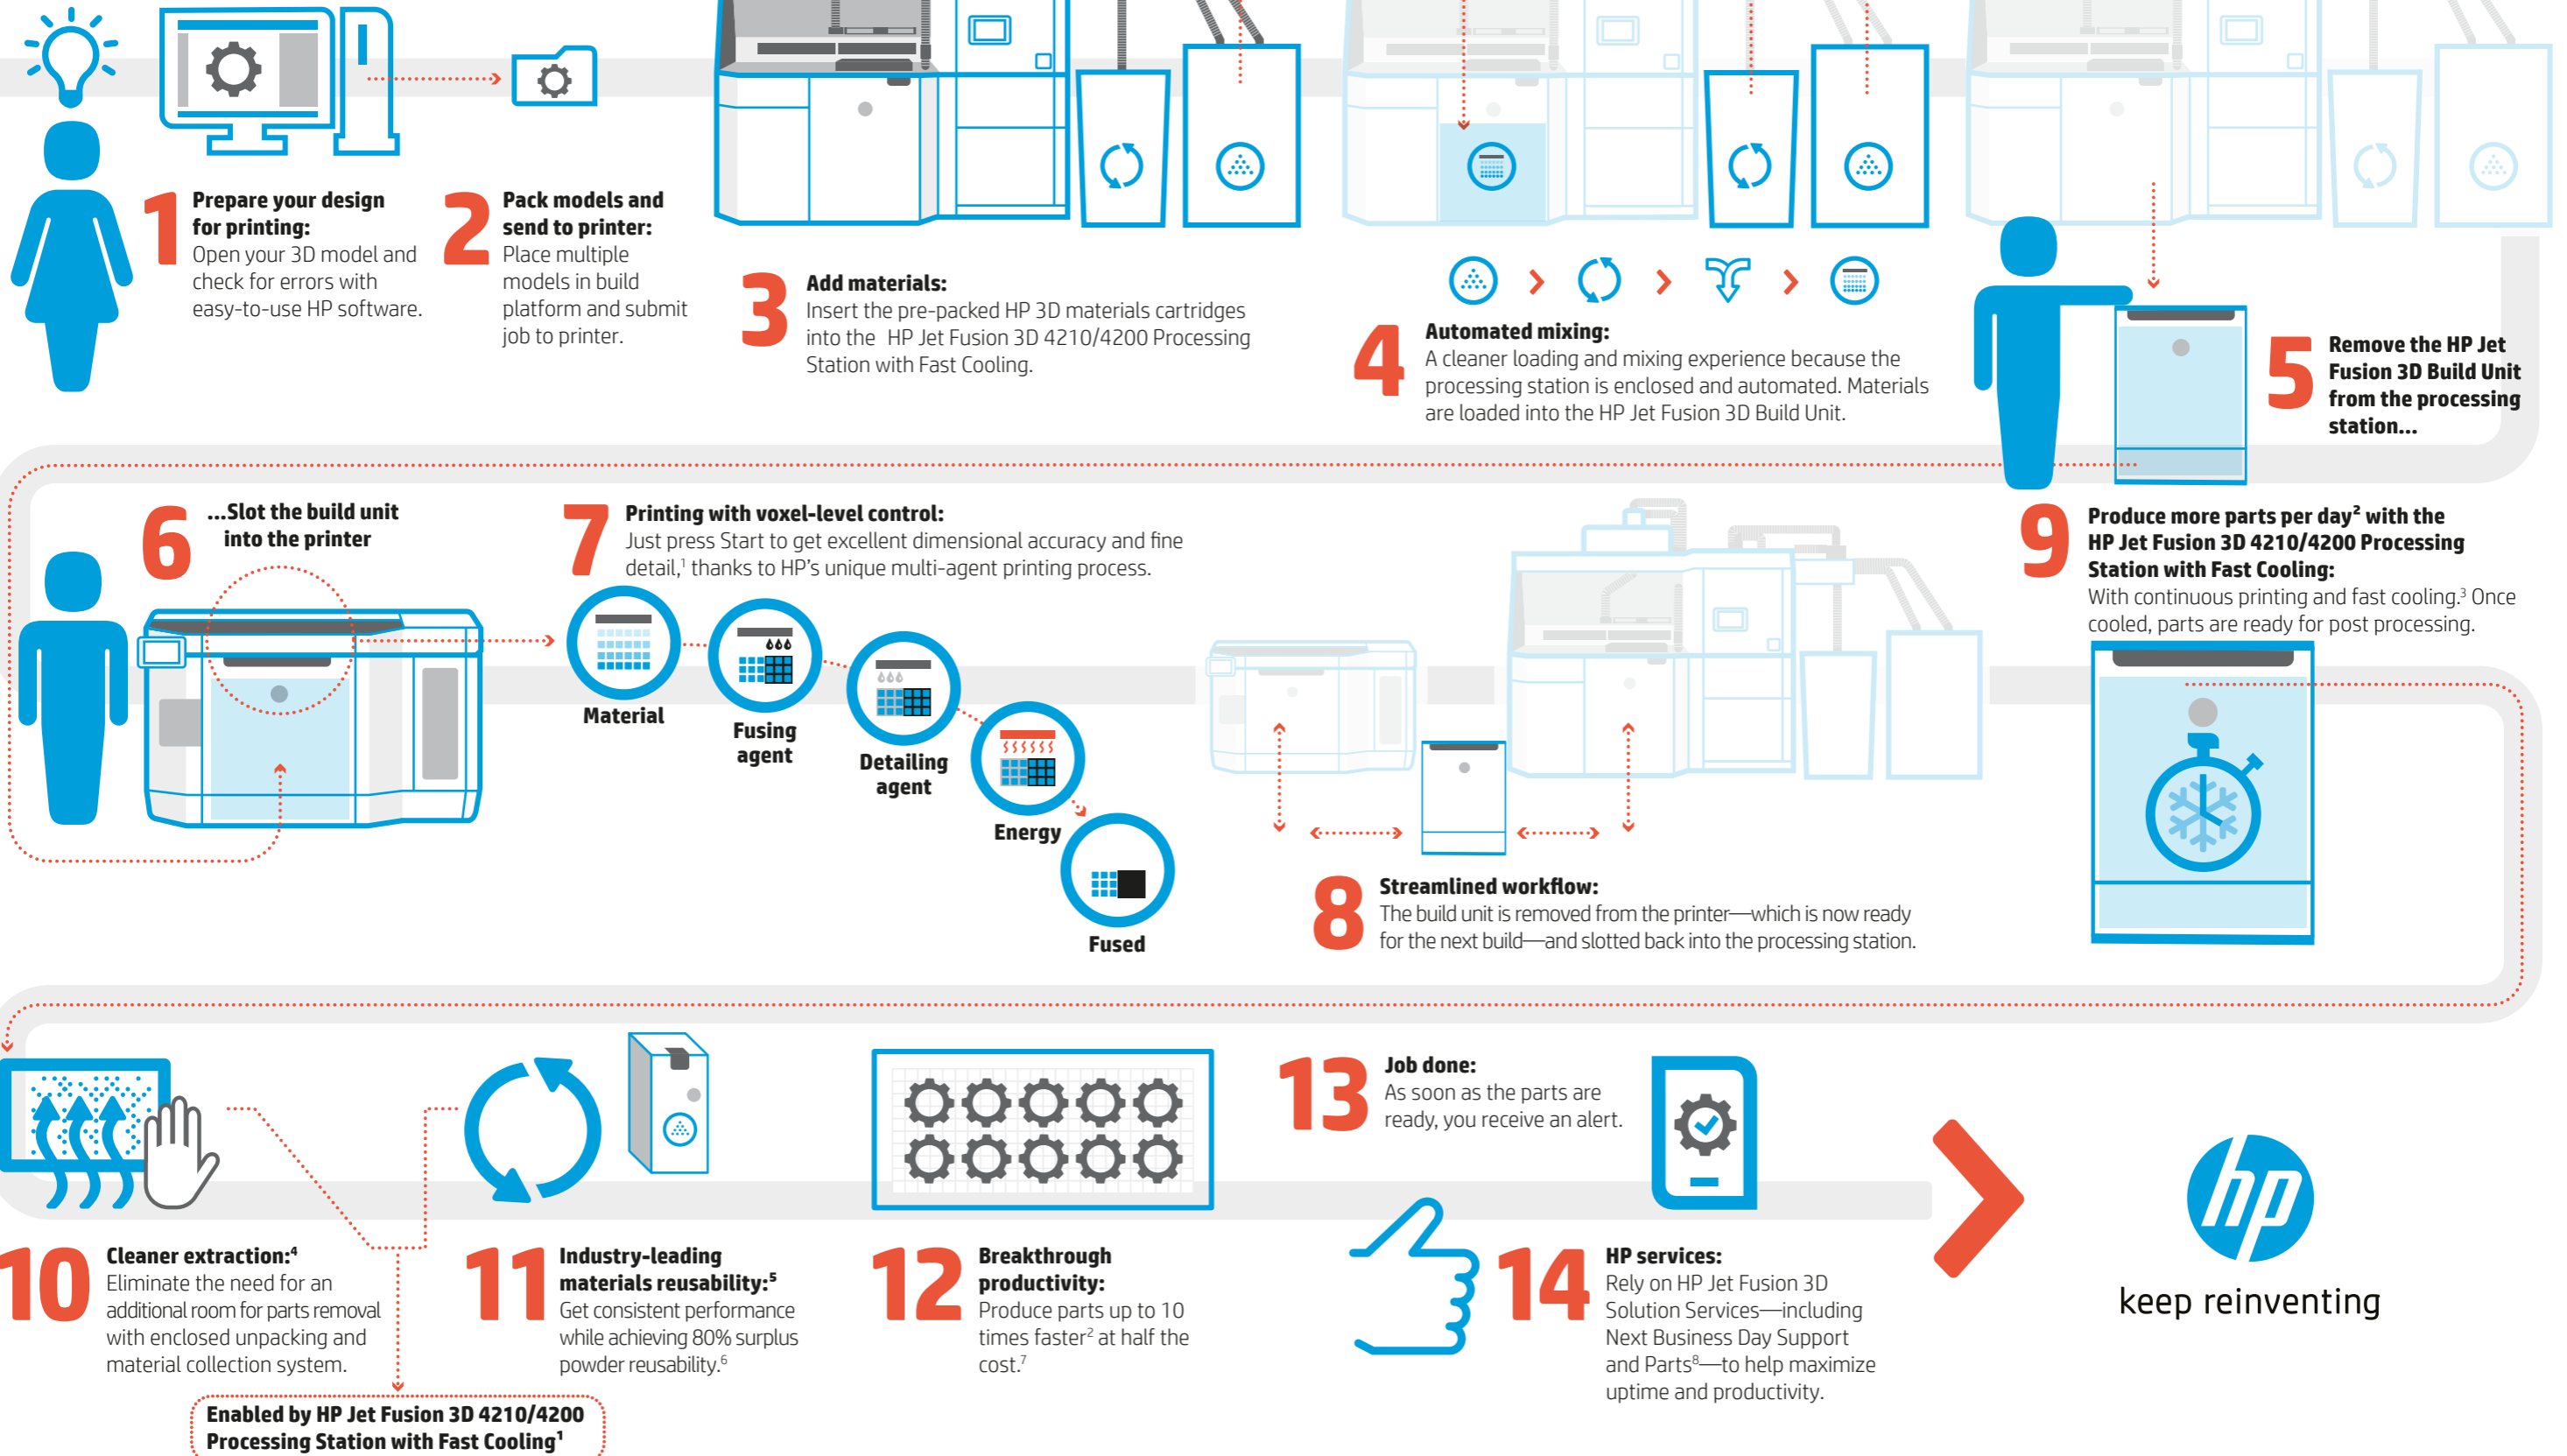 1
Prepare your design
for printing:
Open your 3D model and
check for errors with
easy-to-use HP software.
2
Pack models and
send to printer:
Place multiple
models in build
platform and submit
job to printer.
3
Add materials:
Insert the pre-packed HP 3D materials cartridges
into the HP Jet Fusion 3D 4210/4200 Processing
Station with Fast Cooling.
4
Automated mixing:
A cleaner loading and mixing experience because the
processing station is enclosed and automated. Materials
are loaded into the HP Jet Fusion 3D Build Unit.
5
Remove the HP Jet
Fusion 3D Build Unit
from the processing
station...
6
...Slot the build unit
into the printer
7
Printing with voxel-level control:
Just press Start to get excellent dimensional accuracy and fine
detail,¹ thanks to HP’s unique multi-agent printing process.
Material
Fusing
agent
Detailing
agent
Energy
Fused
8
Streamlined workflow:
The build unit is removed from the printer—which is now ready
for the next build—and slotted back into the processing station.
9
Produce more parts per day² with the
HP Jet Fusion 3D 4210/4200 Processing
Station with Fast Cooling:
With continuous printing and fast cooling.³ Once
cooled, parts are ready for post processing.
10
Cleaner extraction:⁴
Eliminate the need for an
additional room for parts removal
with enclosed unpacking and
material collection system.
11
Industry-leading
materials reusability:⁵
Get consistent performance
while achieving 80% surplus
powder reusability.⁶
Enabled by HP Jet Fusion 3D 4210/4200
Processing Station with Fast Cooling¹
12
Breakthrough
productivity:
Produce parts up to 10
times faster² at half the
cost.⁷
13
Job done:
As soon as the parts are
ready, you receive an alert.
14
HP services:
Rely on HP Jet Fusion 3D
Solution Services—including
Next Business Day Support
and Parts⁸—to help maximize
uptime and productivity.
hp
keep reinventing